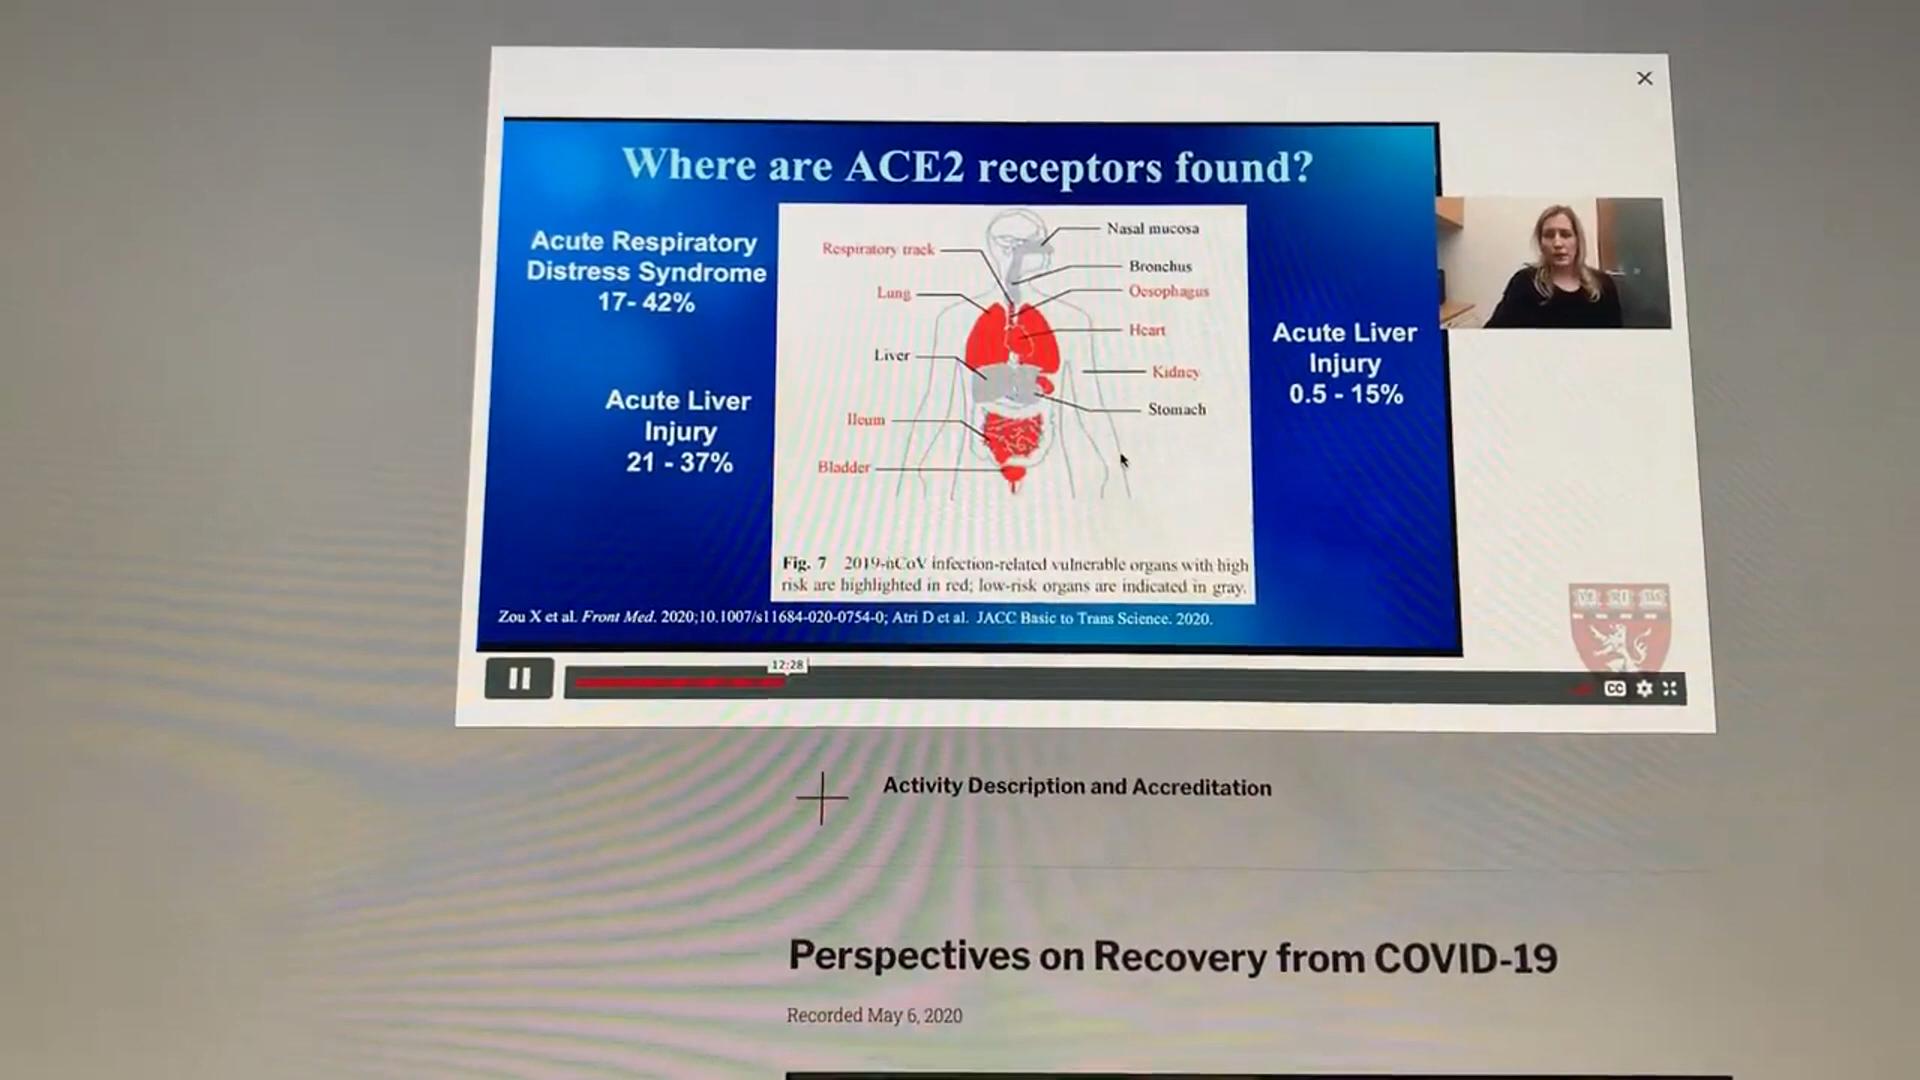 Where are ACE2 receptors found?
Acute Respiratory
Distress Syndrome
17- 42%
Acute Liver
Injury
21 - 37%
Respiratory track
Lung
Liver
Ileum
Bladder
Nasal mucosa
Bronchus
Oesophagus
Heart
Kidney
Stomach
Acute Liver
Injury
0.5 - 15%
Fig. 7 2019-nCoV infection-related vulnerable organs with high
risk are highlighted in red; low-risk organs are indicated in gray.
Zou X et al. Front Med. 2020;10.1007/s11684-020-0754-0; Atri D et al. JACC Basic to Trans Science. 2020.
12:28
CC
Activity Description and Accreditation
Perspectives on Recovery from COVID-19
Recorded May 6, 2020